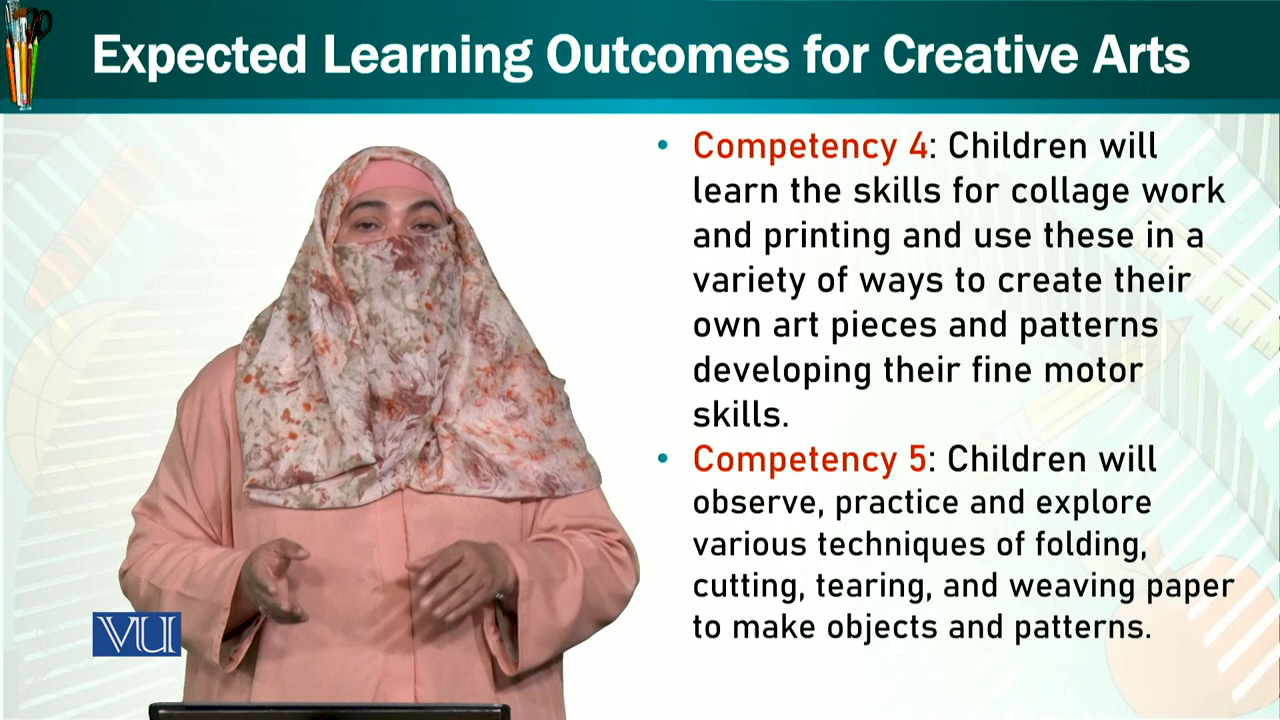 Expected Learning Outcomes for Creative Arts
• Competency 4: Children will
learn the skills for collage work
and printing and use these in a
variety of ways to create their
own art pieces and patterns
developing their fine motor
skills.
• Competency 5: Children will
observe, practice and explore
various techniques of folding,
cutting, tearing, and weaving paper
to make objects and patterns.
VU